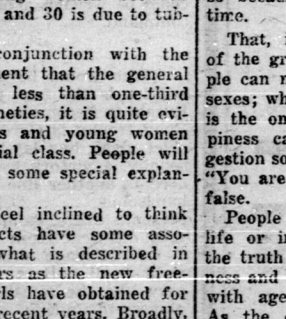 and 30 is due to tub-
conjunction with the
ent that the general
less than one-third
neties, it is quite evi-
s and young women
ial class. People will
some special explan-
eel inclined to think
cts have some asso-
what is described in
rs as the new free-
ls have obtained for
recent years. Broadly,
time.
That, i
of the gr
ple can n
sexes; wh
is the on
piness ca
gestion so
"You are
false.
People
life or i
the truth
ness and
with age
As the